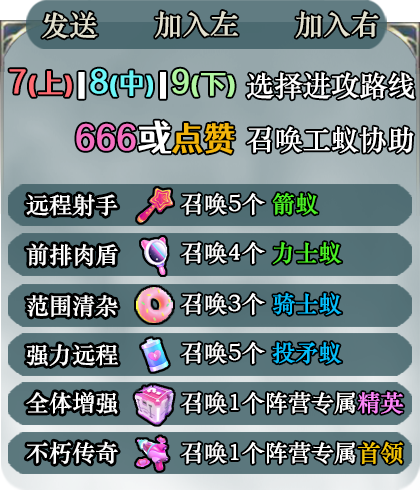 发送 加入左 加入右
7(上)|8(中)|9(下) 选择进攻路线
666或点赞 召唤工蚁协助
远程射手 召唤5个 箭蚁
前排肉盾 召唤4个 力士蚁
范围清杂 召唤3个 骑士蚁
强力远程 召唤5个 投矛蚁
全体增强 召唤1个阵营专属精英
不朽传奇 召唤1个阵营专属首领